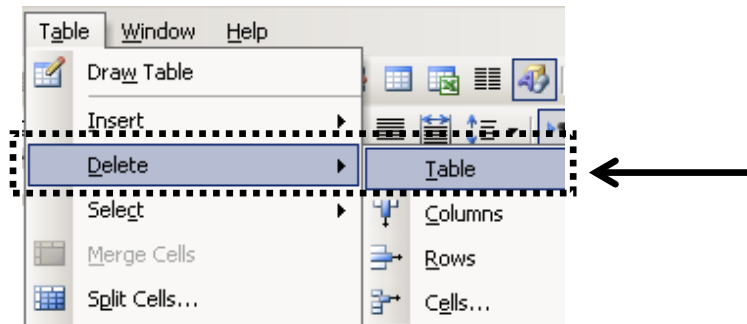 Table Window Help
Draw Table
Insert
Delete
Table
Select
Columns
Merge Cells
Rows
Split Cells...
Cells...